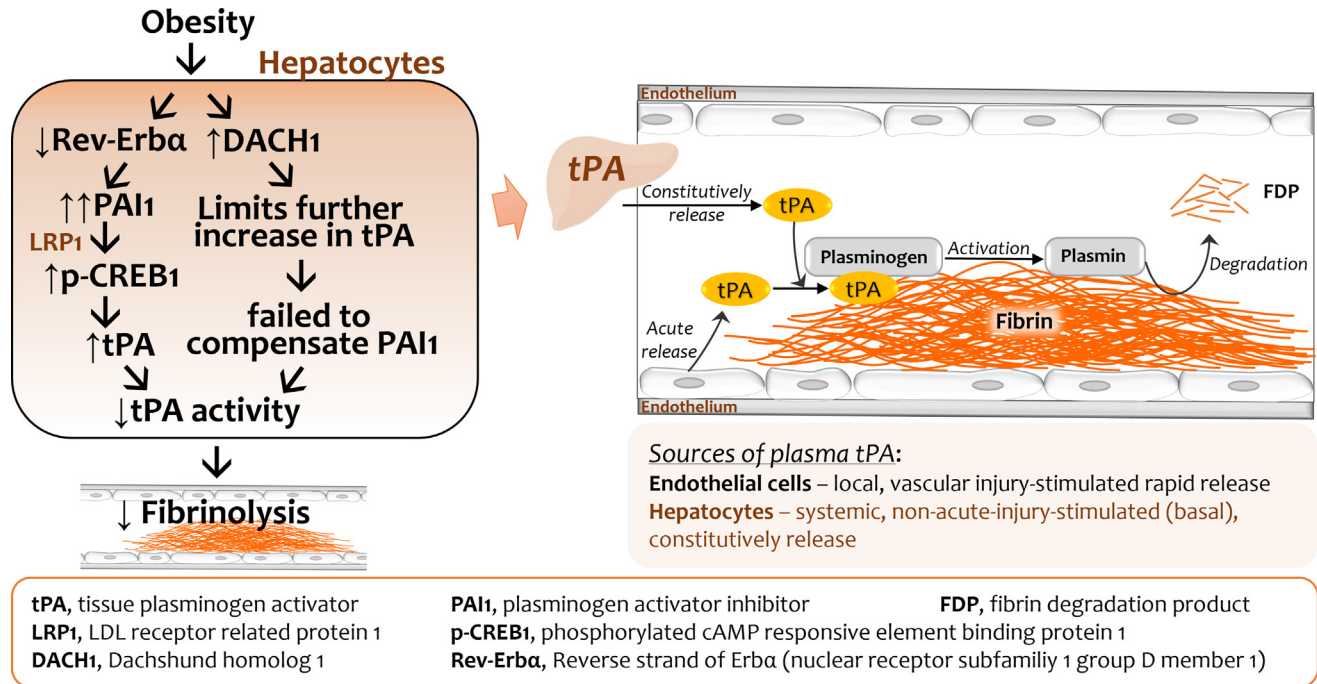 Obesity
Hepatocytes
↓Rev-Erbα ↑DACH1
↑↑PAI1
LRP1
↑p-CREB1
↑tPA
Limits further
increase in tPA
failed to
compensate PAI1
↓tPA activity
↓ Fibrinolysis
tPA
Endothelium
Constitutively
release
tPA
Plasminogen
Activation
Plasmin
FDP
Degradation
tPA
tPA
Fibrin
Acute
release
Endothelium
Sources of plasma tPA:
Endothelial cells – local, vascular injury-stimulated rapid release
Hepatocytes – systemic, non-acute-injury-stimulated (basal),
constitutively release
tPA, tissue plasminogen activator
PAI1, plasminogen activator inhibitor
FDP, fibrin degradation product
LRP1, LDL receptor related protein 1
p-CREB1, phosphorylated cAMP responsive element binding protein 1
DACH1, Dachshund homolog 1
Rev-Erbα, Reverse strand of Erbα (nuclear receptor subfamiliy 1 group D member 1)